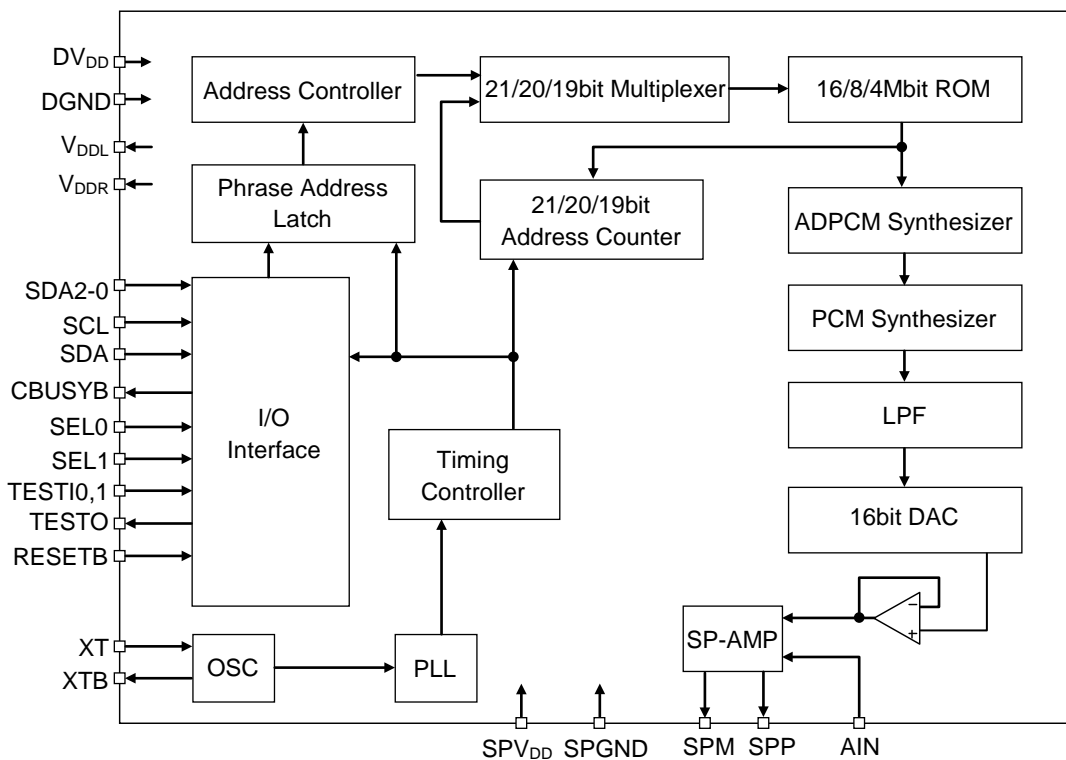 DVDD
DGND
VDDL
VDDR
SDA2-0
SCL
SDA
CBUSYB
SEL0
SEL1
TESTI0,1
TESTO
RESETB
XT
XTB
Address Controller
Phrase Address
Latch
I/O
Interface
OSC
PLL
Timing
Controller
21/20/19bit Multiplexer
21/20/19bit
Address Counter
16/8/4Mbit ROM
ADPCM Synthesizer
PCM Synthesizer
LPF
16bit DAC
−
+
SP-AMP
SPVDD
SPGND
SPM
SPP
AIN